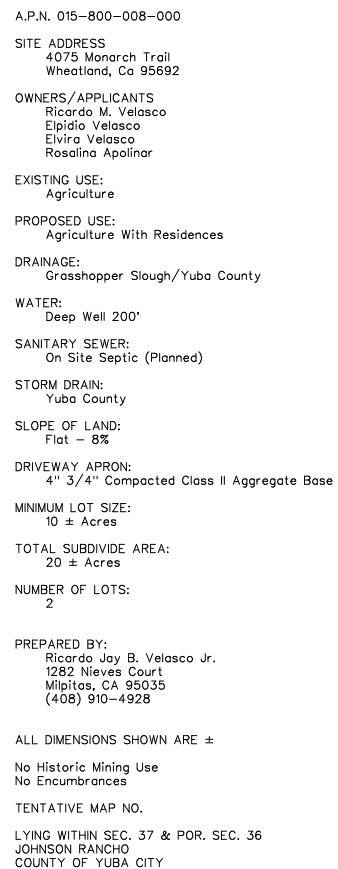 A.P.N. 015-800-008-000
SITE ADDRESS
4075 Monarch Trail
Wheatland, Ca 95692
OWNERS/APPLICANTS
Ricardo M. Velasco
Elpidio Velasco
Elvira Velasco
Rosalina Apolinar
EXISTING USE:
Agriculture
PROPOSED USE:
Agriculture With Residences
DRAINAGE:
Grasshopper Slough/Yuba County
WATER:
Deep Well 200'
SANITARY SEWER:
On Site Septic (Planned)
STORM DRAIN:
Yuba County
SLOPE OF LAND:
Flat - 8%
DRIVEWAY APRON:
4" 3/4" Compacted Class II Aggregate Base
MINIMUM LOT SIZE:
10 ± Acres
TOTAL SUBDIVIDE AREA:
20 ± Acres
NUMBER OF LOTS:
2
PREPARED BY:
Ricardo Jay B. Velasco Jr.
1282 Nieves Court
Milpitas, CA 95035
(408) 910-4928
ALL DIMENSIONS SHOWN ARE ±
No Historic Mining Use
No Encumbrances
TENTATIVE MAP NO.
LYING WITHIN SEC. 37 & POR. SEC. 36
JOHNSON RANCHO
COUNTY OF YUBA CITY